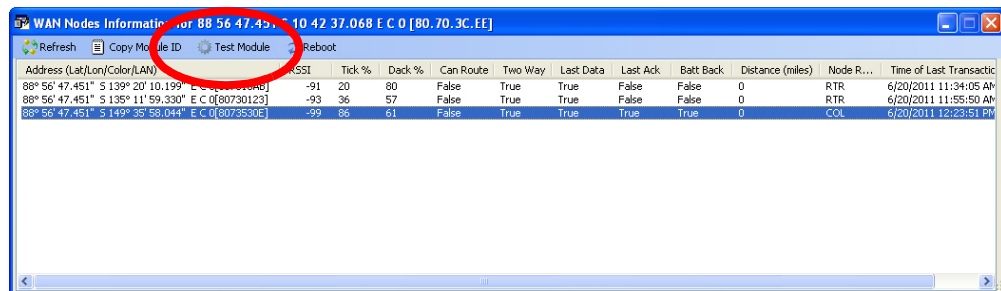 WAN Nodes Information for 88 56 47.451 S 10 42 37.068 E C 0 [80.70.3C.EE]
Refresh Copy Module ID Test Module Reboot
Address (Lat/Lon/Color/LAN) RSSI Tick % Dack % Can Route Two Way Last Data Last Ack Batt Back Distance (miles) Node R... Time of Last Transactic
88° 56' 47.451" S 139° 20' 10.199" E C -91 20 80 False True True False False 0 RTR 6/20/2011 11:34:05 AM
88° 56' 47.451" S 135° 11' 59.330" E C 0[80730123] -93 36 57 False True True False False 0 RTR 6/20/2011 11:55:50 AM
88° 56' 47.451" S 149° 35' 58.044" E C 0[8073530E] -99 86 61 False True True True True 0 COL 6/20/2011 12:23:51 PM